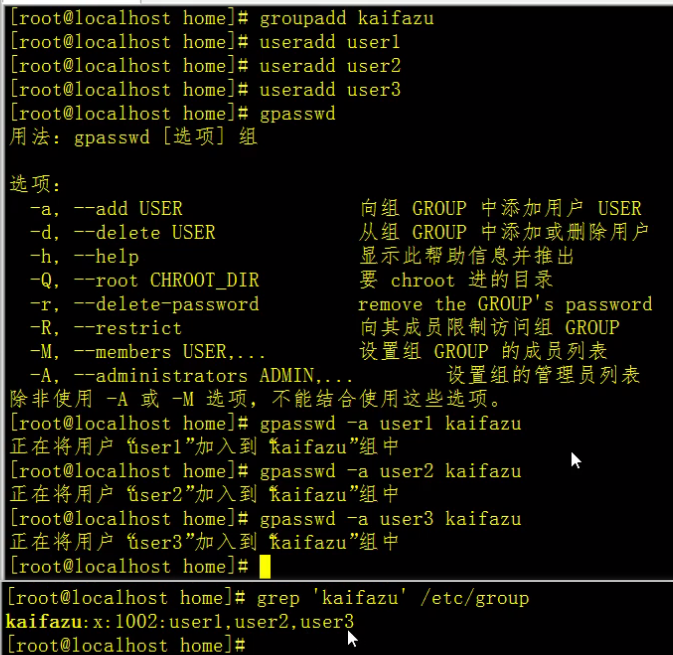 [root@localhost home]# groupadd kaifazu
[root@localhost home]# useradd user1
[root@localhost home]# useradd user2
[root@localhost home]# useradd user3
[root@localhost home]# gpasswd
用法：gpasswd [选项] 组
选项：
-a, --add USER 向组 GROUP 中添加用户 USER
-d, --delete USER 从组 GROUP 中添加或删除用户
-h, --help 显示此帮助信息并推出
-Q, --root CHROOT_DIR 要 chroot 进的目录
-r, --delete-password remove the GROUP's password
-R, --restrict 向其成员限制访问组 GROUP
-M, --members USER,... 设置组 GROUP 的成员列表
-A, --administrators ADMIN,... 设置组的管理员列表
除非使用 -A 或 -M 选项，不能结合使用这些选项。
[root@localhost home]# gpasswd -a user1 kaifazu
正在将用户“user1”加入到“kaifazu”组中
[root@localhost home]# gpasswd -a user2 kaifazu
正在将用户“user2”加入到“kaifazu”组中
[root@localhost home]# gpasswd -a user3 kaifazu
正在将用户“user3”加入到“kaifazu”组中
[root@localhost home]#
[root@localhost home]# grep 'kaifazu' /etc/group
kaifazu:x:1002:user1,user2,user3
[root@localhost home]#